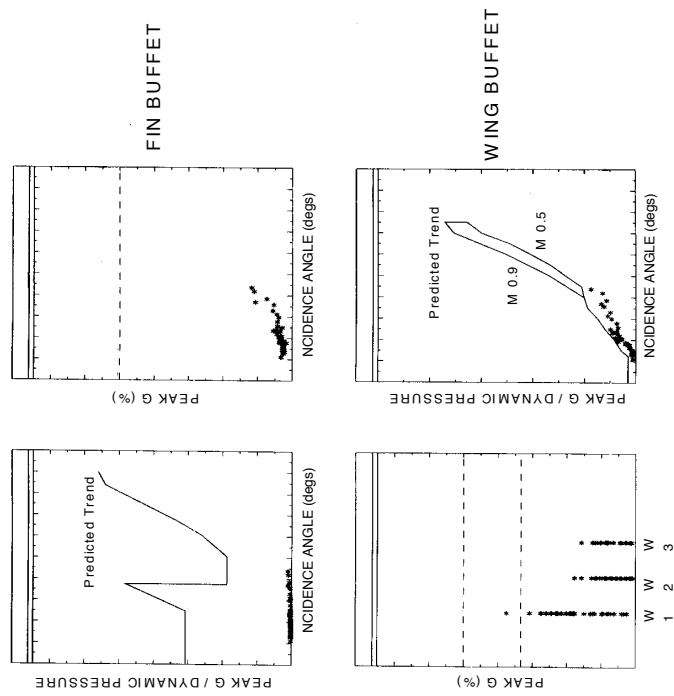 FIN BUFFET
PEAK G / DYNAMIC PRESSURE
Predicted Trend
NCIDENCE ANGLE (degs)
PEAK G (%)
NCIDENCE ANGLE (degs)
WING BUFFET
PEAK G (%)
W 1
W 2
W 3
PEAK G / DYNAMIC PRESSURE
Predicted Trend
M 0.9
M 0.5
NCIDENCE ANGLE (degs)